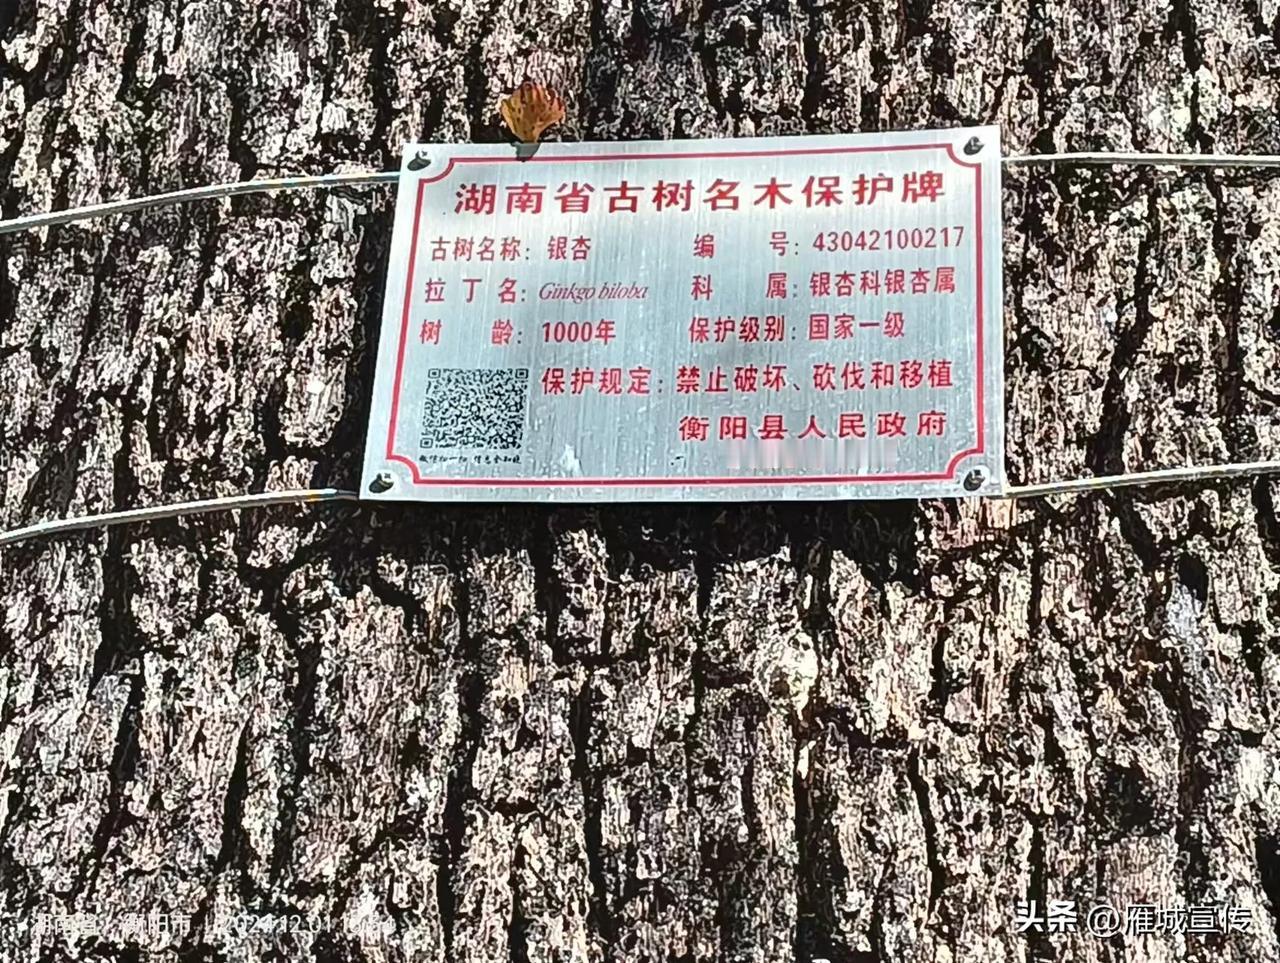 湖南省古树名木保护牌
古树名称：银杏 编 号：43042100217
拉丁名：Ginkgo biloba 科 属：银杏科银杏属
树 龄：1000年 保护级别：国家一级
保护规定：禁止破坏、砍伐和移植
衡阳县人民政府
湖南省 衡阳市 2024.12.01
头条 @雁城宣传